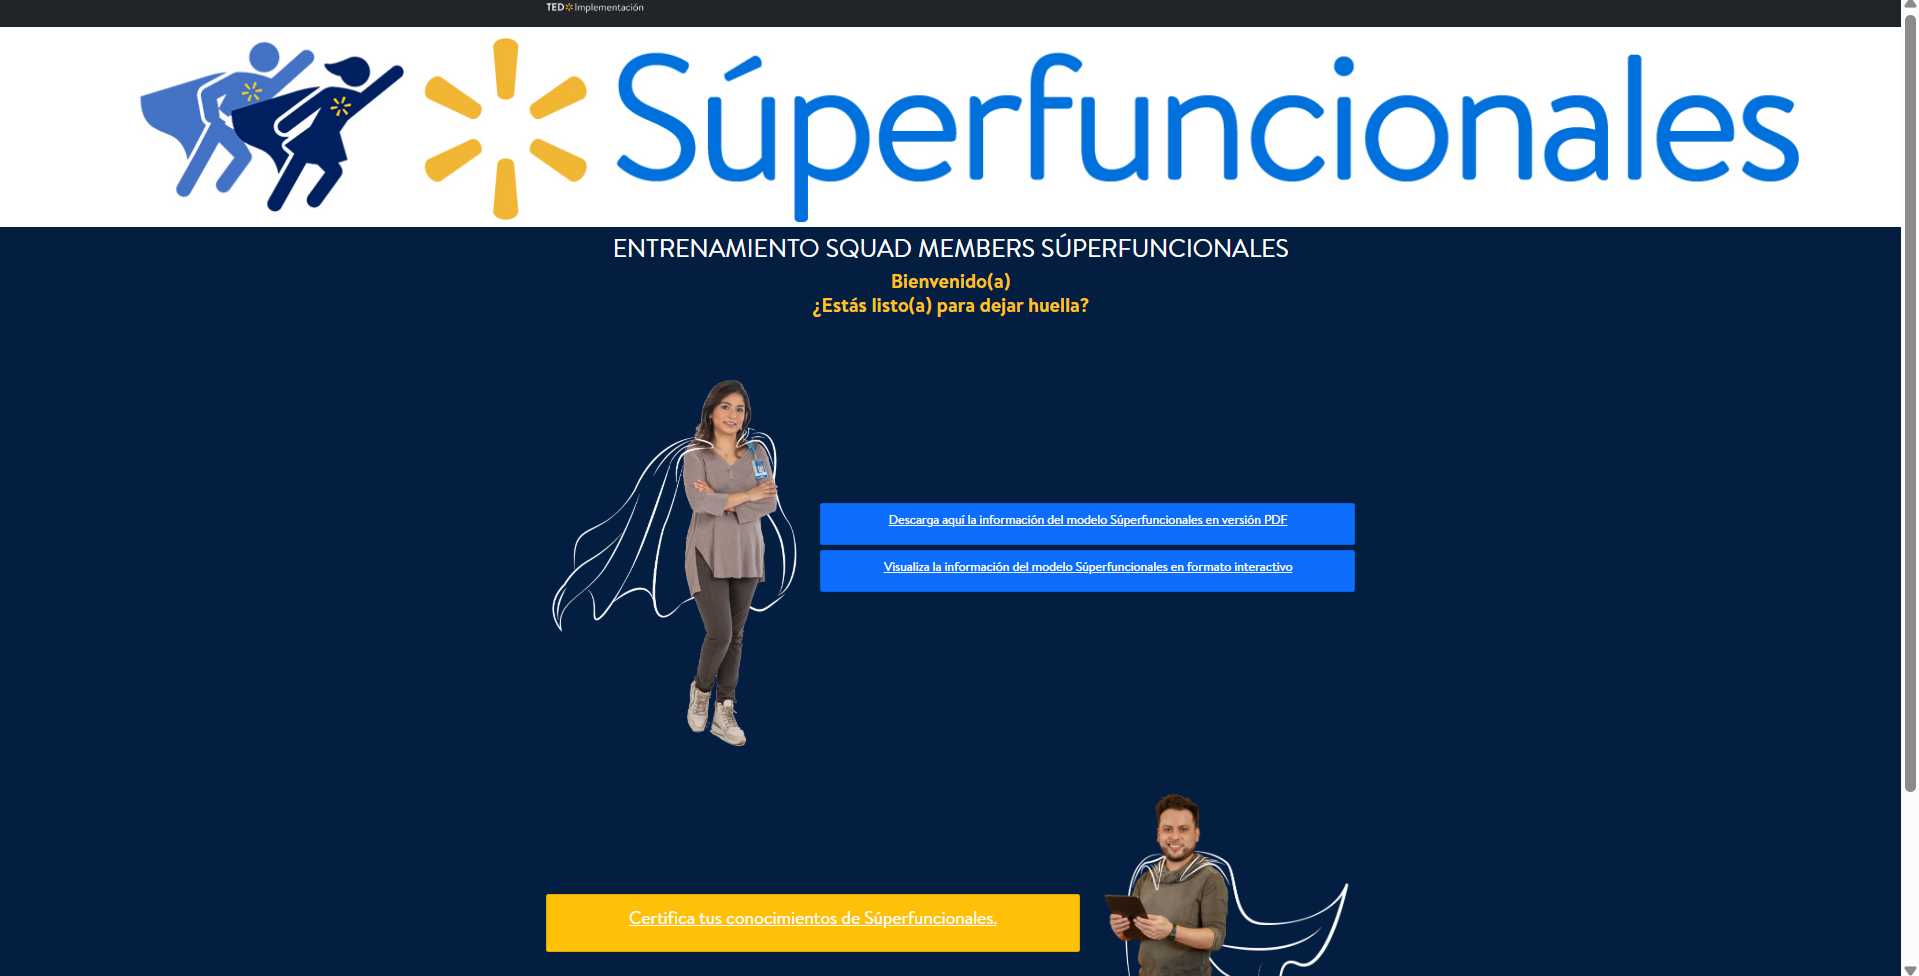 TED Implementación
Súperfuncionales
ENTRENAMIENTO SQUAD MEMBERS SÚPERFUNCIONALES
Bienvenido(a)
¿Estás listo(a) para dejar huella?
Descarga aquí la información del modelo Súperfuncionales en versión PDF
Visualiza la información del modelo Súperfuncionales en formato interactivo
Certifica tus conocimientos de Súperfuncionales.